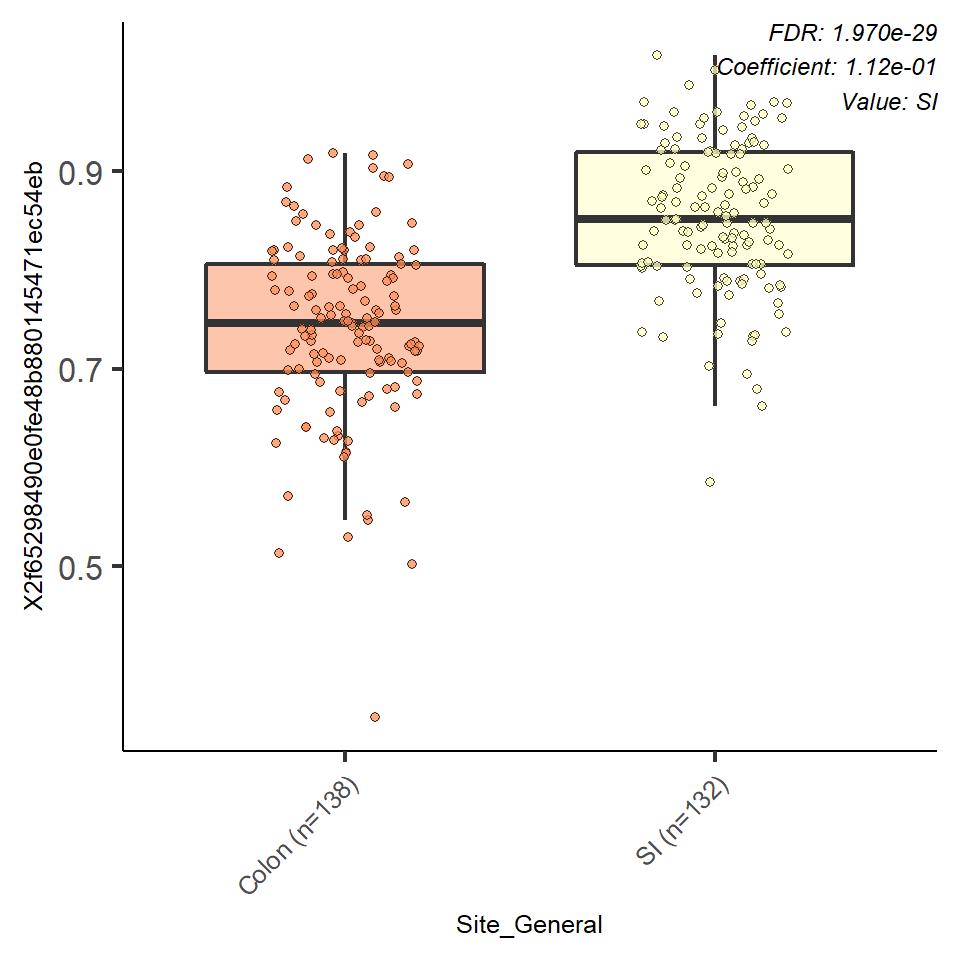 FDR: 1.970e-29
Coefficient: 1.12e-01
Value: SI
0.9
0.7
0.5
X2f65298490e0fe48b880145471ec54eb
Colon (n=138)
SI (n=132)
Site_General